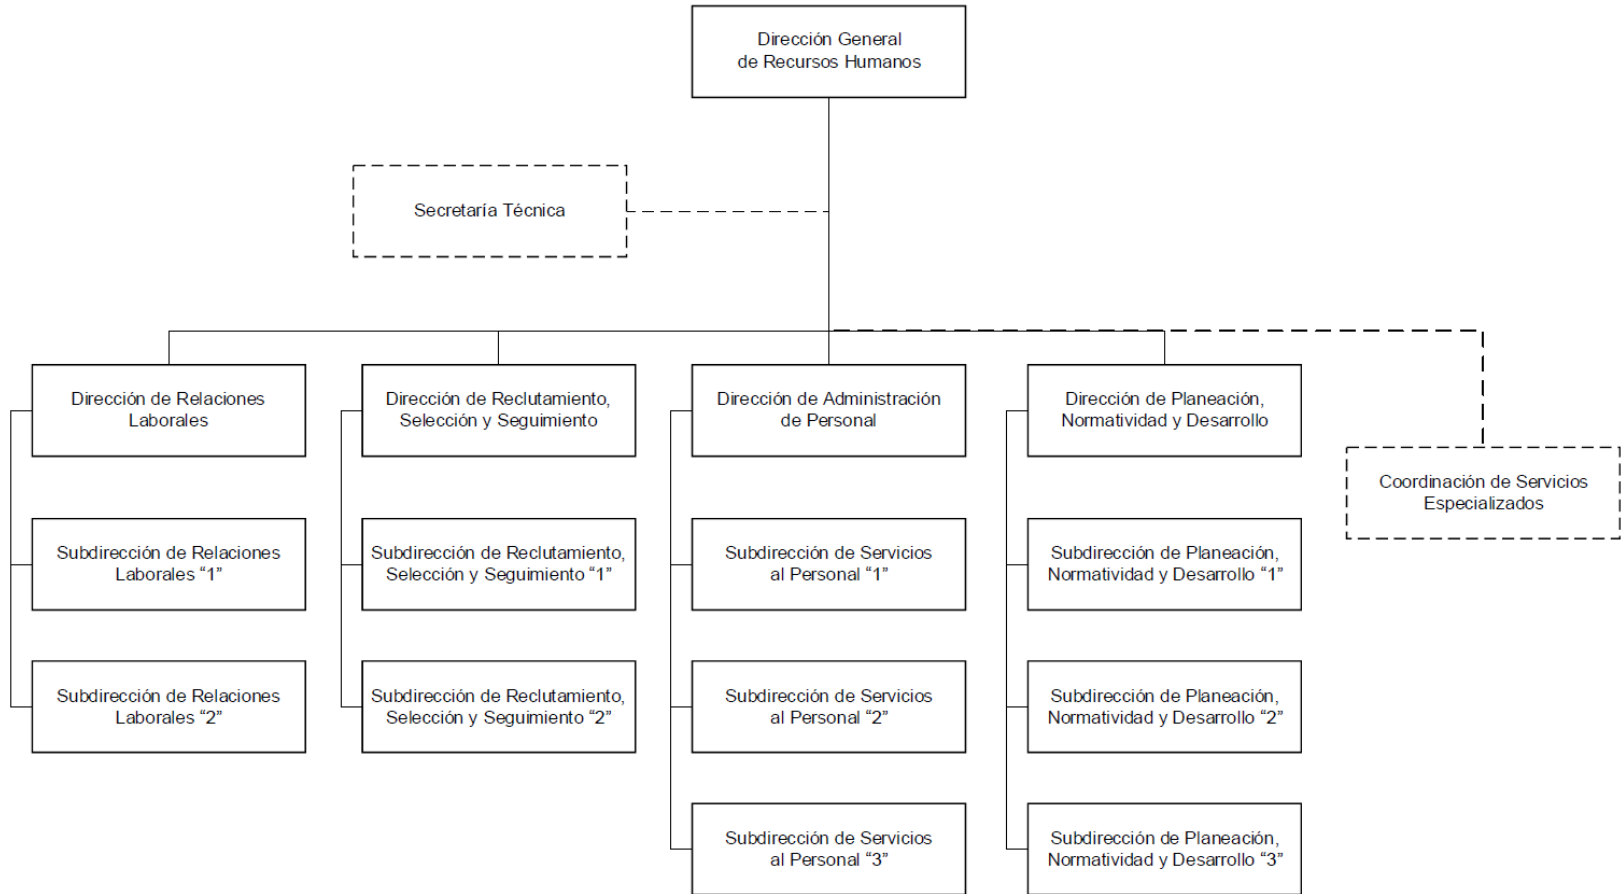 Dirección General
de Recursos Humanos
Secretaría Técnica
Dirección de Relaciones
Laborales
Dirección de Reclutamiento,
Selección y Seguimiento
Dirección de Administración
de Personal
Dirección de Planeación,
Normatividad y Desarrollo
Coordinación de Servicios
Especializados
Subdirección de Relaciones
Laborales “1”
Subdirección de Reclutamiento,
Selección y Seguimiento “1”
Subdirección de Servicios
al Personal “1”
Subdirección de Planeación,
Normatividad y Desarrollo “1”
Subdirección de Relaciones
Laborales “2”
Subdirección de Reclutamiento,
Selección y Seguimiento “2”
Subdirección de Servicios
al Personal “2”
Subdirección de Planeación,
Normatividad y Desarrollo “2”
Subdirección de Servicios
al Personal “3”
Subdirección de Planeación,
Normatividad y Desarrollo “3”